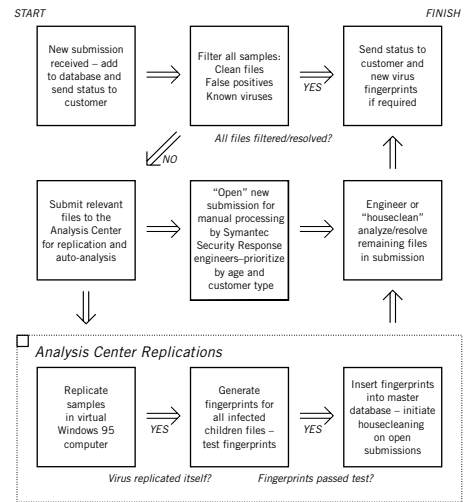 START
FINISH
New submission
received – add
to database and
send status to
customer
Filter all samples:
Clean files
False positives
Known viruses
YES
Send status to
customer and
new virus
fingerprints
if required
All files filtered/resolved?
NO
Submit relevant
files to the
Analysis Center
for replication and
auto-analysis
“Open” new
submission for
manual processing
by Symantec
Security Response
engineers–prioritize
by age and
customer type
Engineer or
“houseclean”
analyze/resolve
remaining files
in submission
Analysis Center Replications
Replicate
samples
in virtual
Windows 95
computer
YES
Generate
fingerprints for
all infected
children files –
test fingerprints
YES
Insert fingerprints
into master
database – initiate
housecleaning
on open
submissions
Virus replicated itself?
Fingerprints passed test?